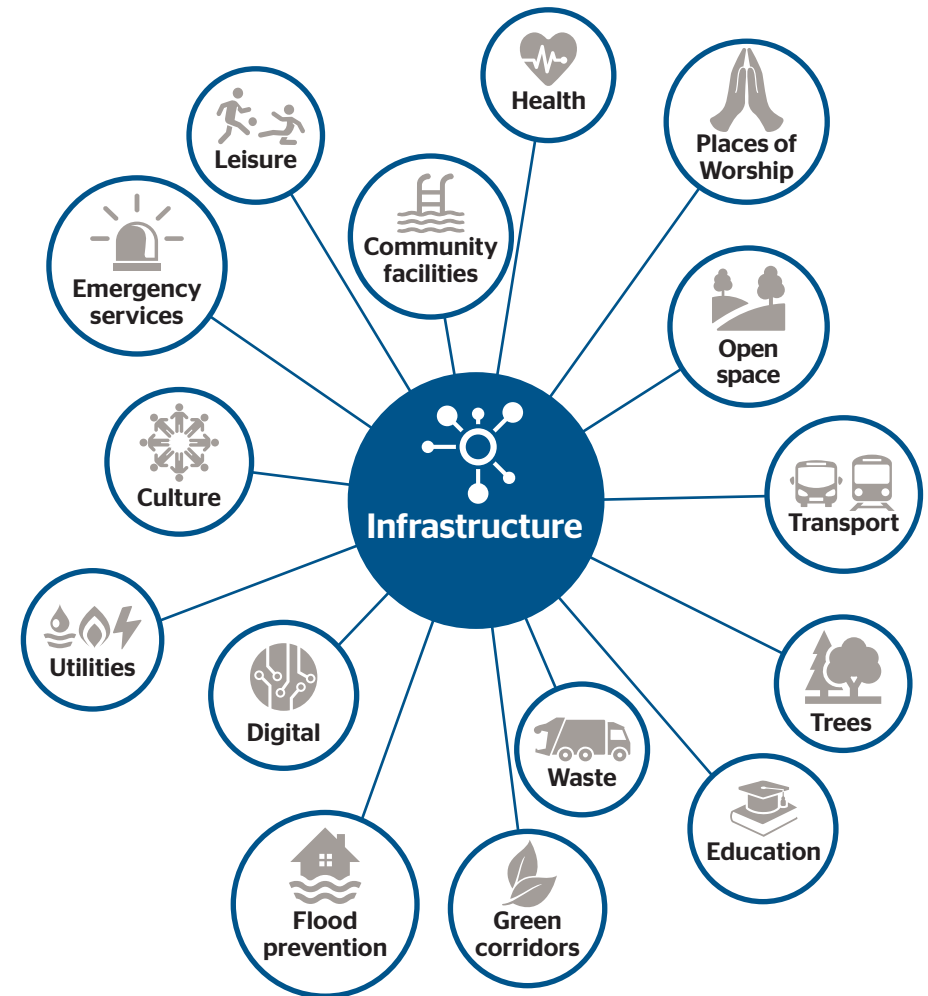 Health
Places of
Worship
Leisure
Community
facilities
Emergency
services
Open
space
Culture
Infrastructure
Transport
Utilities
Digital
Trees
Waste
Education
Flood
prevention
Green
corridors